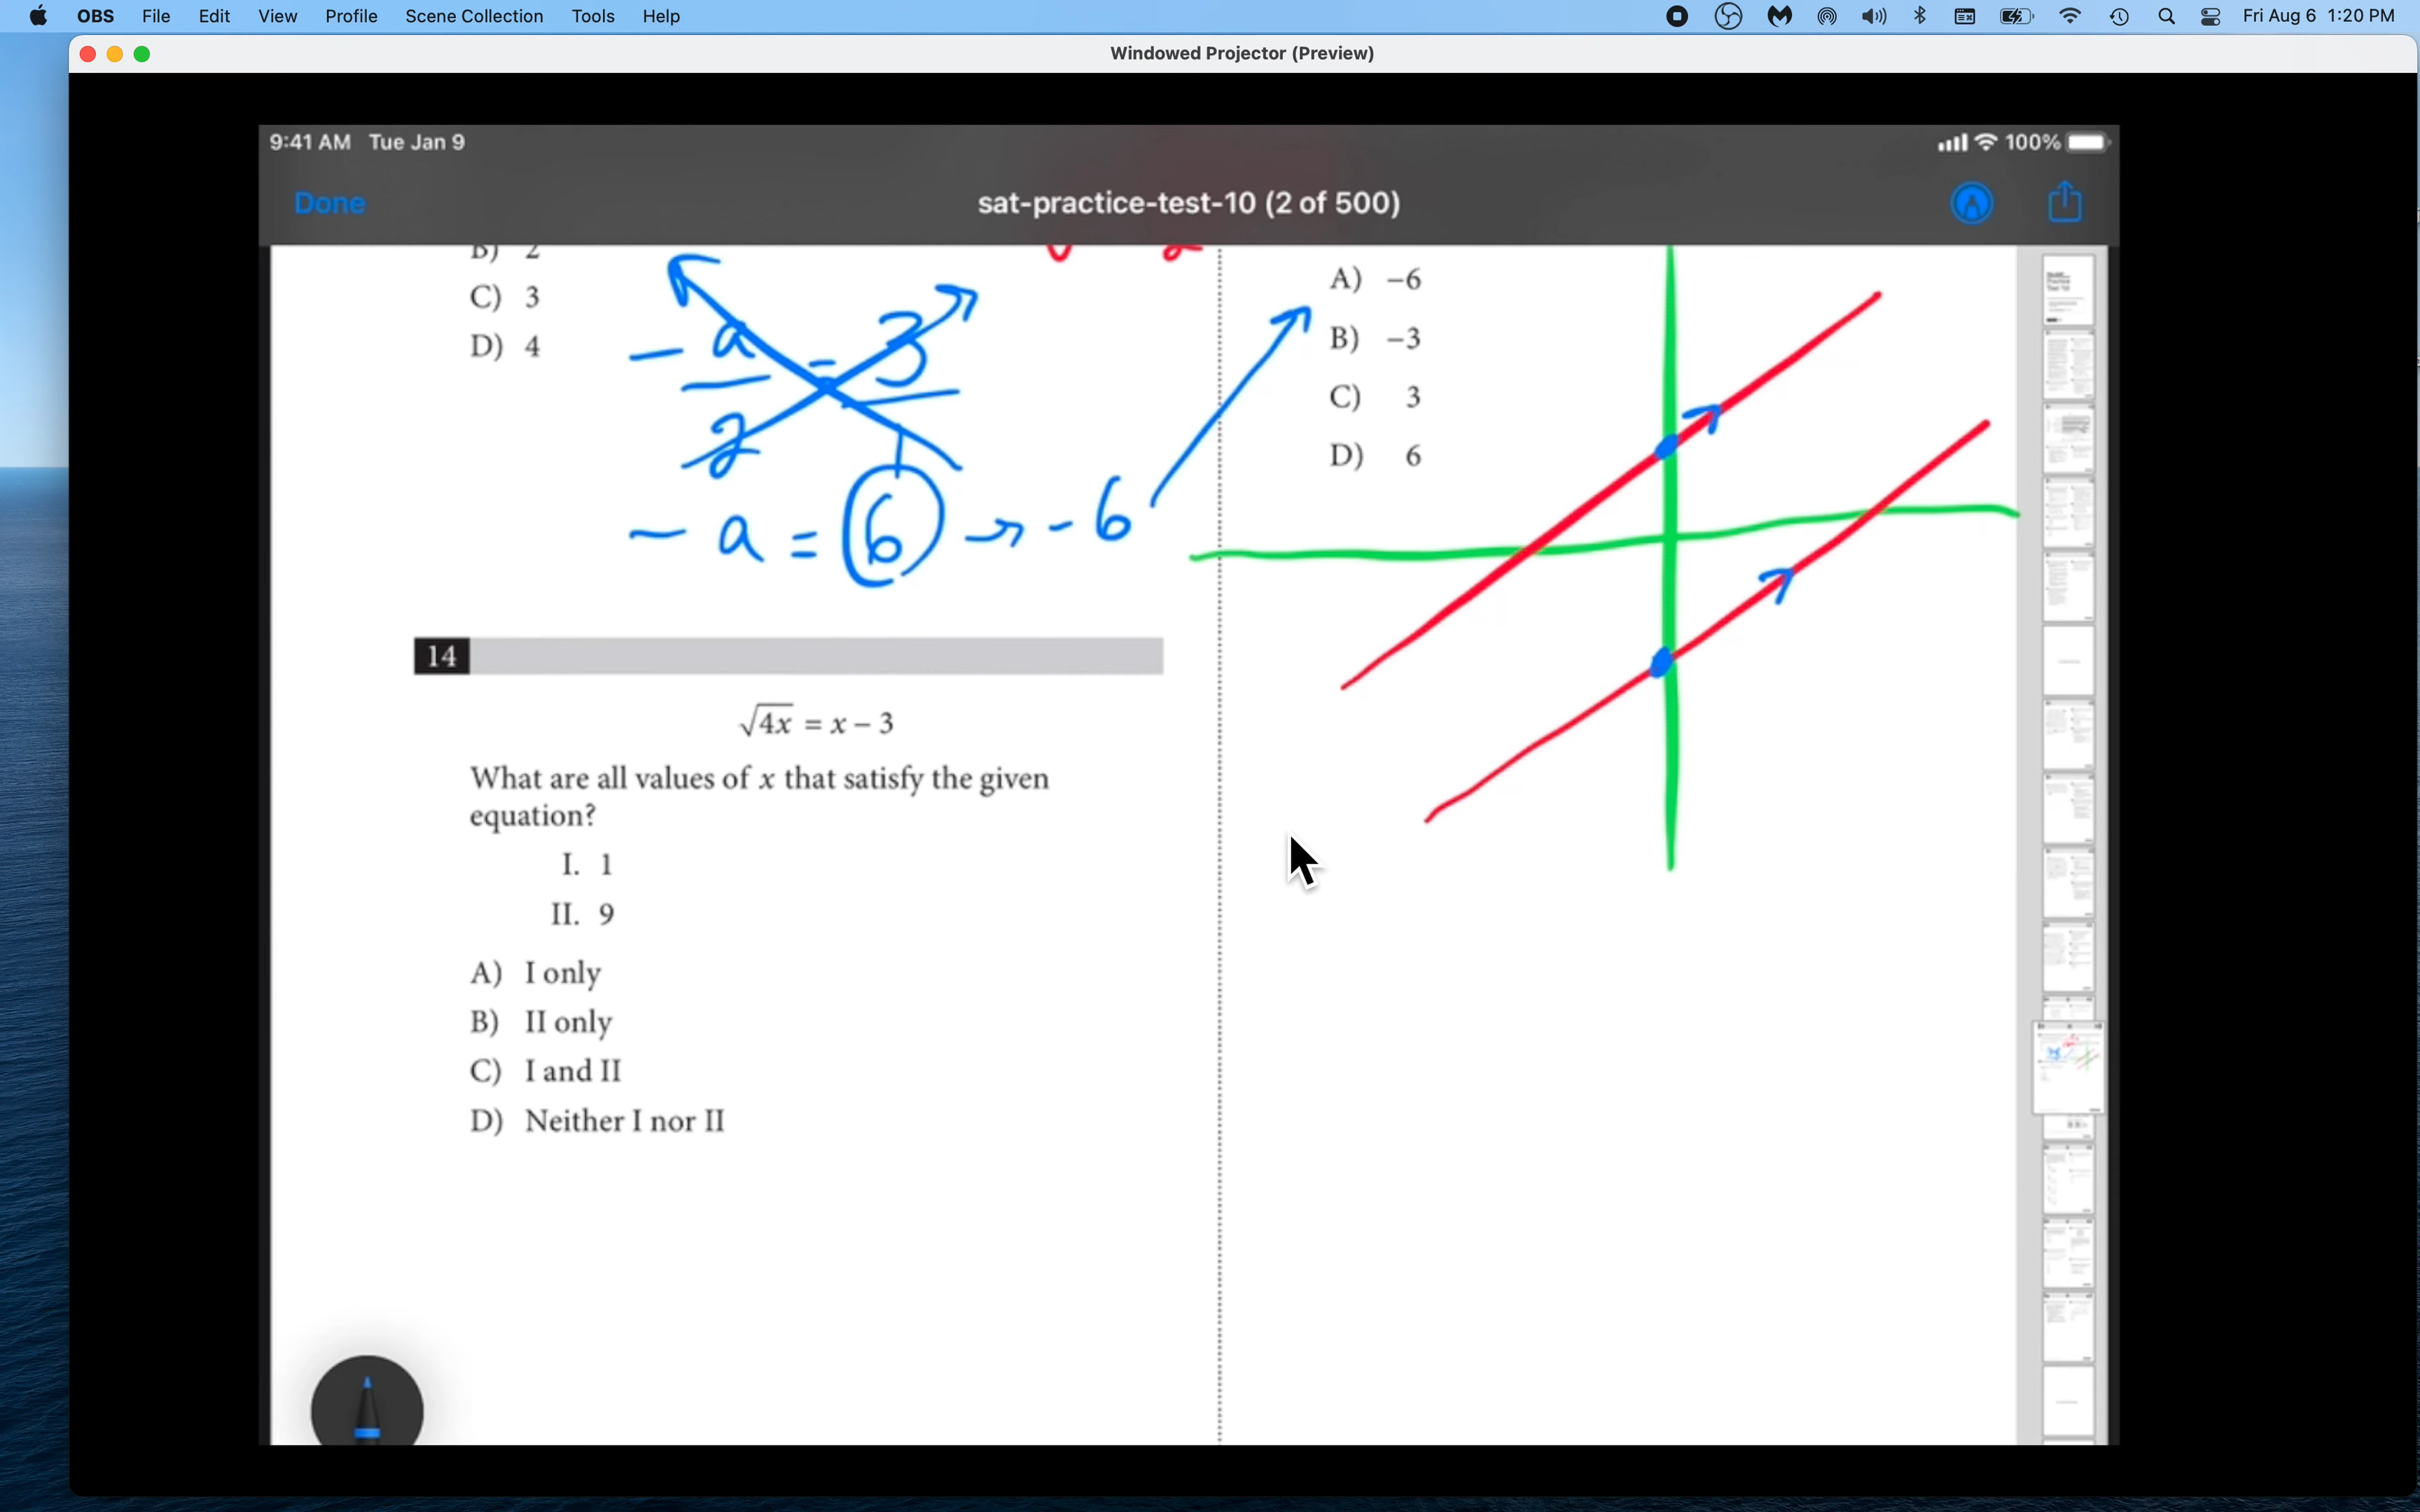 OBS File Edit View Profile Scene Collection Tools Help Fri Aug 6 1:20 PM
Windowed Projector (Preview)
9:41 AM Tue Jan 9 100%
Done sat-practice-test-10 (2 of 500)
B) 2
C) 3
D) 4
- a = 3
2
- a = 6 → - 6
14
√4x = x – 3
What are all values of x that satisfy the given
equation?
I. 1
II. 9
A) I only
B) II only
C) I and II
D) Neither I nor II
A) –6
B) –3
C) 3
D) 6